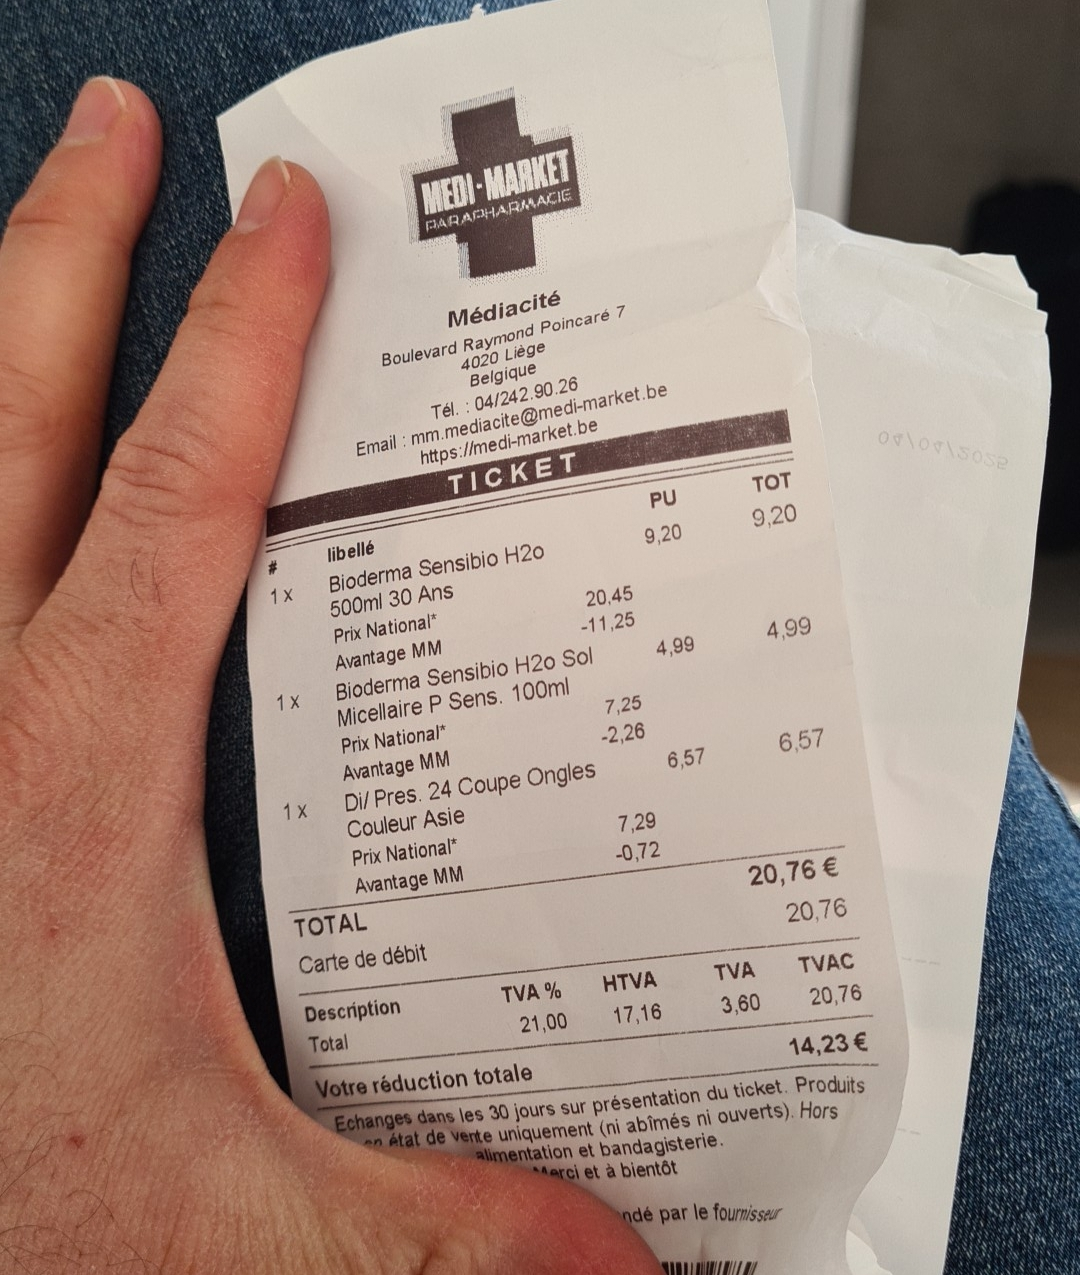 MEDI-MARKET
PARAPHARMACIE
Médiacité
Boulevard Raymond Poincaré 7
4020 Liège
Belgique
Tél. : 04/242.90.26
Email : mm.mediacite@medi-market.be
https://medi-market.be
TICKET
# libellé PU TOT
1 x Bioderma Sensibio H2o 9,20 9,20
500ml 30 Ans
Prix National* 20,45
Avantage MM -11,25
1 x Bioderma Sensibio H2o Sol 4,99 4,99
Micellaire P Sens. 100ml
Prix National* 7,25
Avantage MM -2,26
1 x Di/ Pres. 24 Coupe Ongles 6,57 6,57
Couleur Asie
Prix National* 7,29
Avantage MM -0,72
TOTAL 20,76 €
Carte de débit 20,76
Description TVA % HTVA TVA TVAC
Total 21,00 17,16 3,60 20,76
Votre réduction totale 14,23 €
Echanges dans les 30 jours sur présentation du ticket. Produits
en état de vente uniquement (ni abîmés ni ouverts). Hors
alimentation et bandagisterie.
Merci et à bientôt
par le fournisseur
04/04/2025